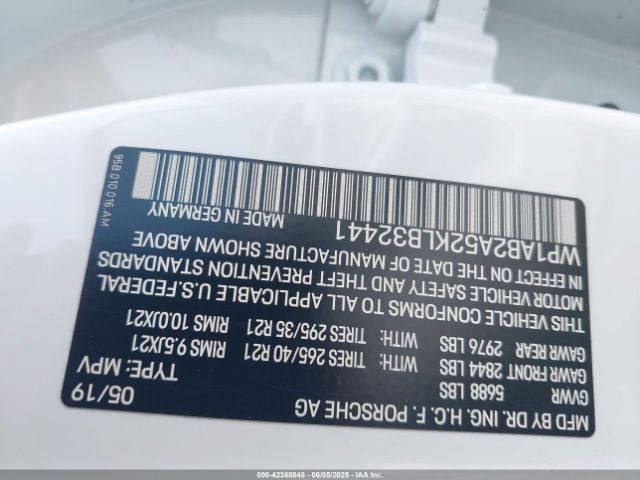 MFD BY DR. ING. H.C. F. PORSCHE AG
05/19
GVWR 5688 LBS TYPE: MPV
GAWR FRONT 2844 LBS WITH: TIRES 265/40 R21 RIMS 9.5JX21
GAWR REAR 2976 LBS WITH: TIRES 295/35 R21 RIMS 10.0JX21
THIS VEHICLE CONFORMS TO ALL APPLICABLE U.S.FEDERAL
MOTOR VEHICLE SAFETY AND THEFT PREVENTION STANDARDS
IN EFFECT ON THE DATE OF MANUFACTURE SHOWN ABOVE
WP1AB2A52KLB32441 MADE IN GERMANY
95B 010 016 AM
000-42388548 - 06/05/2025 - IAAI.com